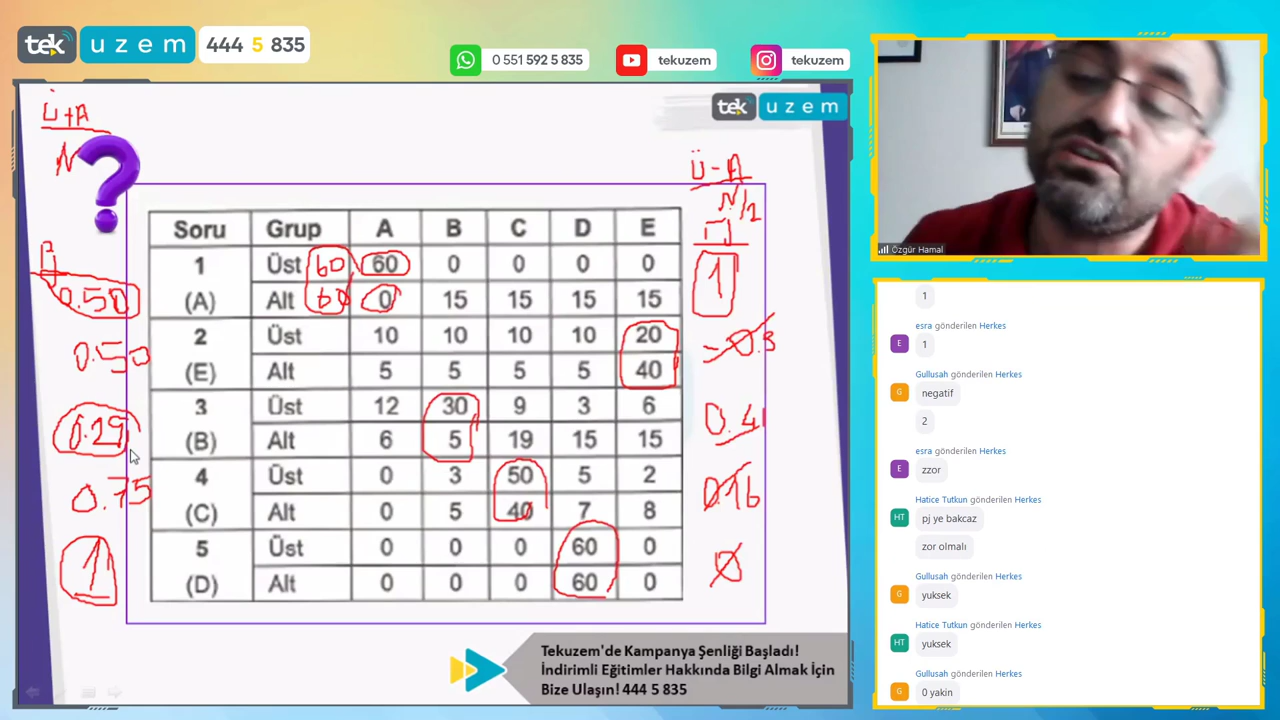 tek uzem 444 5 835
0 551 592 5 835 tekuzem tekuzem
tek uzem
Ü+A
N
Ü-A
N/2
Soru Grup A B C D E
1 Üst 60 60 0 0 0 0
(A) Alt 60 0 15 15 15 15
2 Üst 10 10 10 10 20
(E) Alt 5 5 5 5 40
3 Üst 12 30 9 3 6
(B) Alt 6 5 19 15 15
4 Üst 0 3 50 5 2
(C) Alt 0 5 40 7 8
5 Üst 0 0 0 60 0
(D) Alt 0 0 0 60 0
0.50
0.50
0.29
0.75
1
1
-0.3
0.41
0.16
0
Tekuzem'de Kampanya Şenliği Başladı!
İndirimli Eğitimler Hakkında Bilgi Almak İçin
Bize Ulaşın! 444 5 835
Özgür Hamal
1
esra gönderilen Herkes
E 1
Gullusah gönderilen Herkes
G negatif
2
esra gönderilen Herkes
E zzor
Hatice Tutkun gönderilen Herkes
HT pj ye bakcaz
zor olmalı
Gullusah gönderilen Herkes
G yuksek
Hatice Tutkun gönderilen Herkes
HT yuksek
Gullusah gönderilen Herkes
G 0 yakin